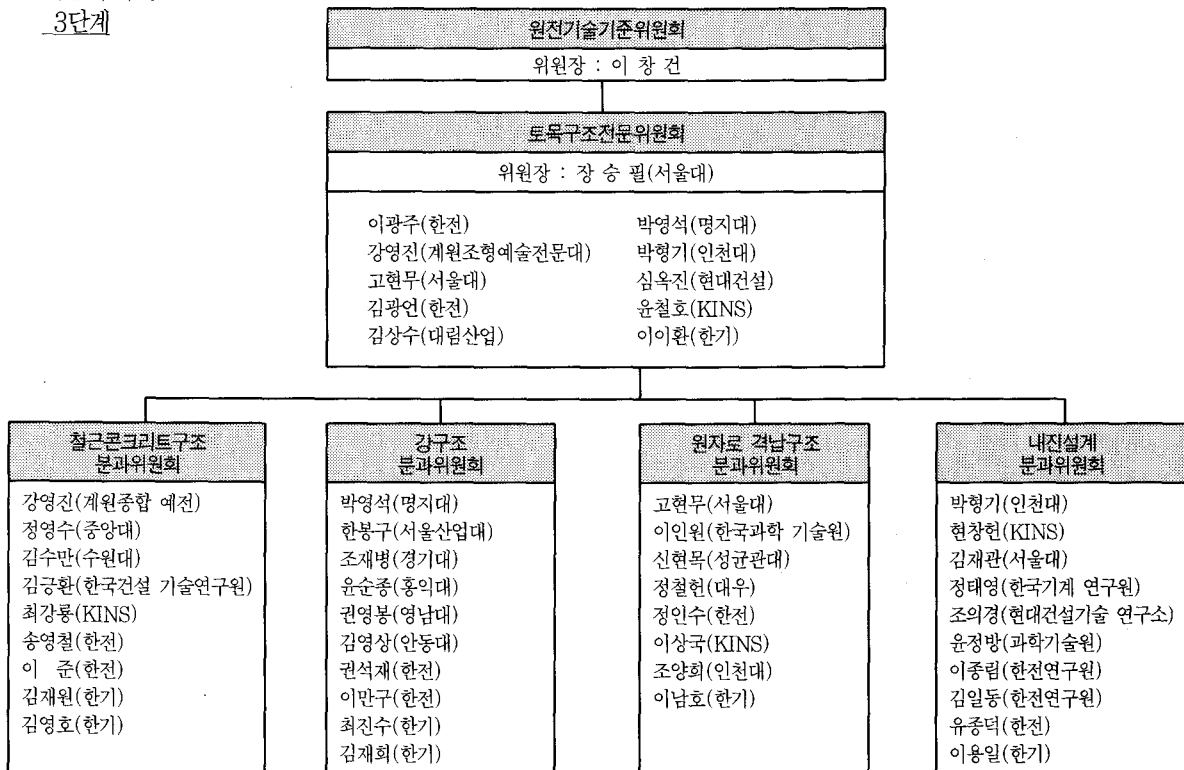 3단계
원전기술기준위원회
위원장 : 이 창 건
토목구조전문위원회
위원장 : 장 승 필(서울대)
이광주(한전)
강영진(계원조형예술전문대)
고현무(서울대)
김광언(한전)
김상수(대림산업)
박영석(명지대)
박형기(인천대)
심옥진(현대건설)
윤철호(KINS)
이이환(한기)
철근콘크리트구조
분과위원회
강영진(계원종합 예전)
정영수(중앙대)
김수만(수원대)
김긍환(한국건설 기술연구원)
최강룡(KINS)
송영철(한전)
이 준(한전)
김재원(한기)
김영호(한기)
강구조
분과위원회
박영석(명지대)
한봉구(서울산업대)
조재병(경기대)
윤순종(홍익대)
권영봉(영남대)
김영상(안동대)
권석재(한전)
이만구(한전)
최진수(한기)
김재희(한기)
원자로 격납구조
분과위원회
고현무(서울대)
이인원(한국과학 기술원)
신현목(성균관대)
정철헌(대우)
정인수(한전)
이상국(KINS)
조양희(인천대)
이남호(한기)
내진설계
분과위원회
박형기(인천대)
현창헌(KINS)
김재관(서울대)
정태영(한국기계 연구원)
조의경(현대건설기술 연구소)
윤정방(과학기술원)
이종림(한전연구원)
김일동(한전연구원)
유종덕(한전)
이용일(한기)